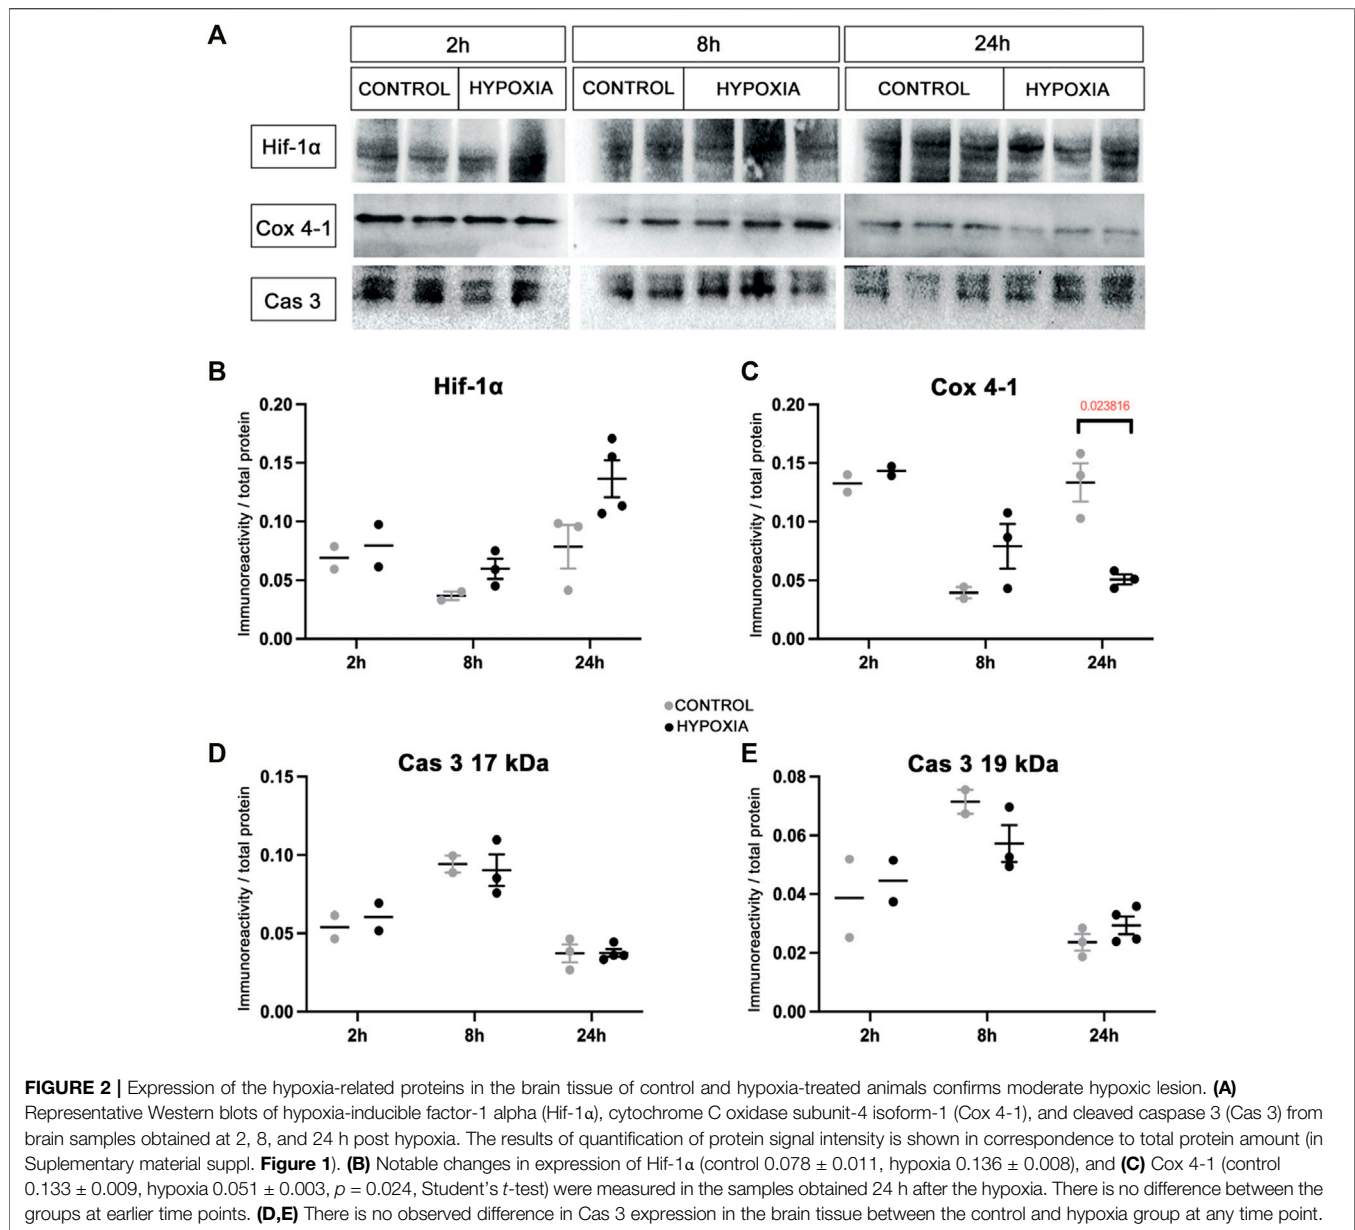 A
2h 8h 24h
CONTROL HYPOXIA CONTROL HYPOXIA CONTROL HYPOXIA
Hif-1α
Cox 4-1
Cas 3
B
Hif-1α
Immunoreactivity / total protein
0.20
0.15
0.10
0.05
0.00
2h 8h 24h
C
Cox 4-1
0.023816
Immunoreactivity / total protein
0.20
0.15
0.10
0.05
0.00
2h 8h 24h
CONTROL
HYPOXIA
D
Cas 3 17 kDa
Immunoreactivity / total protein
0.15
0.10
0.05
0.00
2h 8h 24h
E
Cas 3 19 kDa
Immunoreactivity / total protein
0.08
0.06
0.04
0.02
0.00
2h 8h 24h
FIGURE 2 | Expression of the hypoxia-related proteins in the brain tissue of control and hypoxia-treated animals confirms moderate hypoxic lesion. (A)
Representative Western blots of hypoxia-inducible factor-1 alpha (Hif-1α), cytochrome C oxidase subunit-4 isoform-1 (Cox 4-1), and cleaved caspase 3 (Cas 3) from
brain samples obtained at 2, 8, and 24 h post hypoxia. The results of quantification of protein signal intensity is shown in correspondence to total protein amount (in
Suplementary material suppl. Figure 1). (B) Notable changes in expression of Hif-1α (control 0.078 ± 0.011, hypoxia 0.136 ± 0.008), and (C) Cox 4-1 (control
0.133 ± 0.009, hypoxia 0.051 ± 0.003, p = 0.024, Student's t-test) were measured in the samples obtained 24 h after the hypoxia. There is no difference between the
groups at earlier time points. (D,E) There is no observed difference in Cas 3 expression in the brain tissue between the control and hypoxia group at any time point.